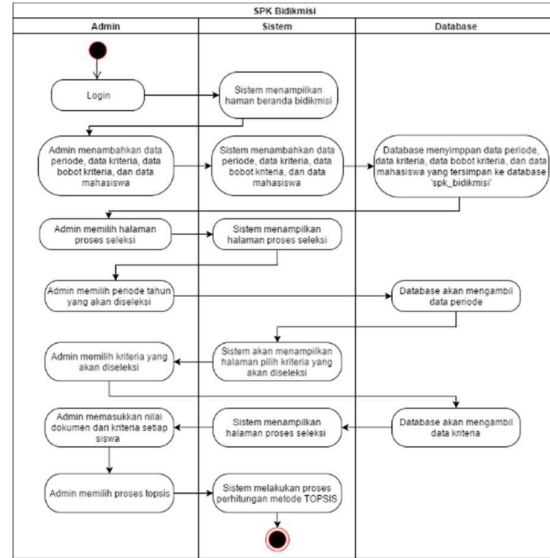 SPK Bidikmisi
Admin
Sistem
Database
Login
Sistem menampilkan
haman beranda bidikmisi
Admin menambahkan data
periode, data kriteria, data
bobot kriteria, dan data
mahasiswa
Sistem menambahkan data
periode, data kriteria, data
bobot kriteria, dan data
mahasiswa
Database menyimppan data periode,
data kriteria, data bobot kriteria, dan data
mahasiswa yang tersimpan ke database
'spk_bidikmisi'
Admin memilih halaman
proses seleksi
Sistem menampilkan
halaman proses seleksi
Admin memilih periode tahun
yang akan diseleksi
Database akan mengambil
data periode
Sistem akan menampilkan
halaman pilih kriteria yang
akan diseleksi
Admin memilih kriteria yang
akan diseleksi
Database akan mengambil
data kriteria
Sistem menampilkan
halaman proses seleksi
Admin memasukkan nilai
dokumen dari kriteria setiap
siswa
Admin memilih proses topsis
Sistem melakukan proses
perhitungan metode TOPSIS